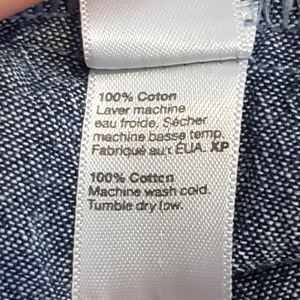 100% Coton
Laver machine
eau froide, Sécher
machine basse temp.
Fabriqué aux ÉUA. XP
100% Cotton
Machine wash cold.
Tumble dry low.